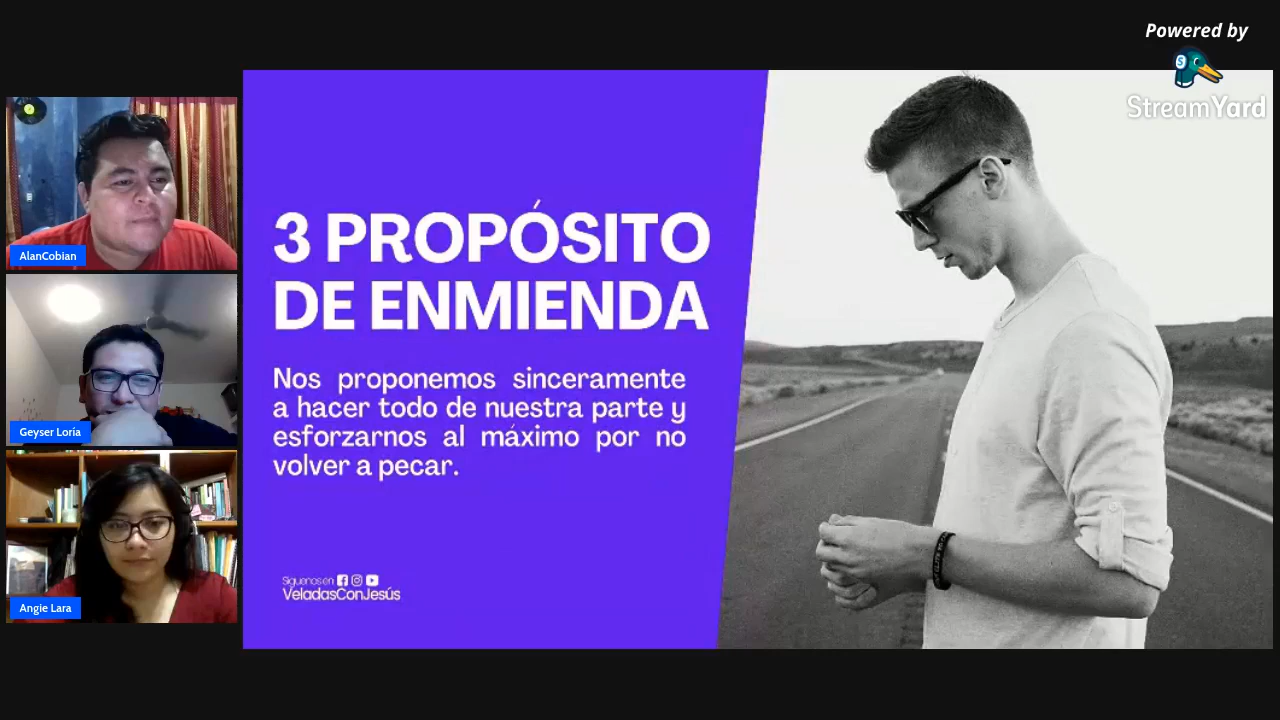 Powered by
StreamYard
AlanCobian
Geyser Loría
Angie Lara
3 PROPÓSITO
DE ENMIENDA
Nos proponemos sinceramente
a hacer todo de nuestra parte y
esforzarnos al máximo por no
volver a pecar.
Síguenos en
VeladasConJesús